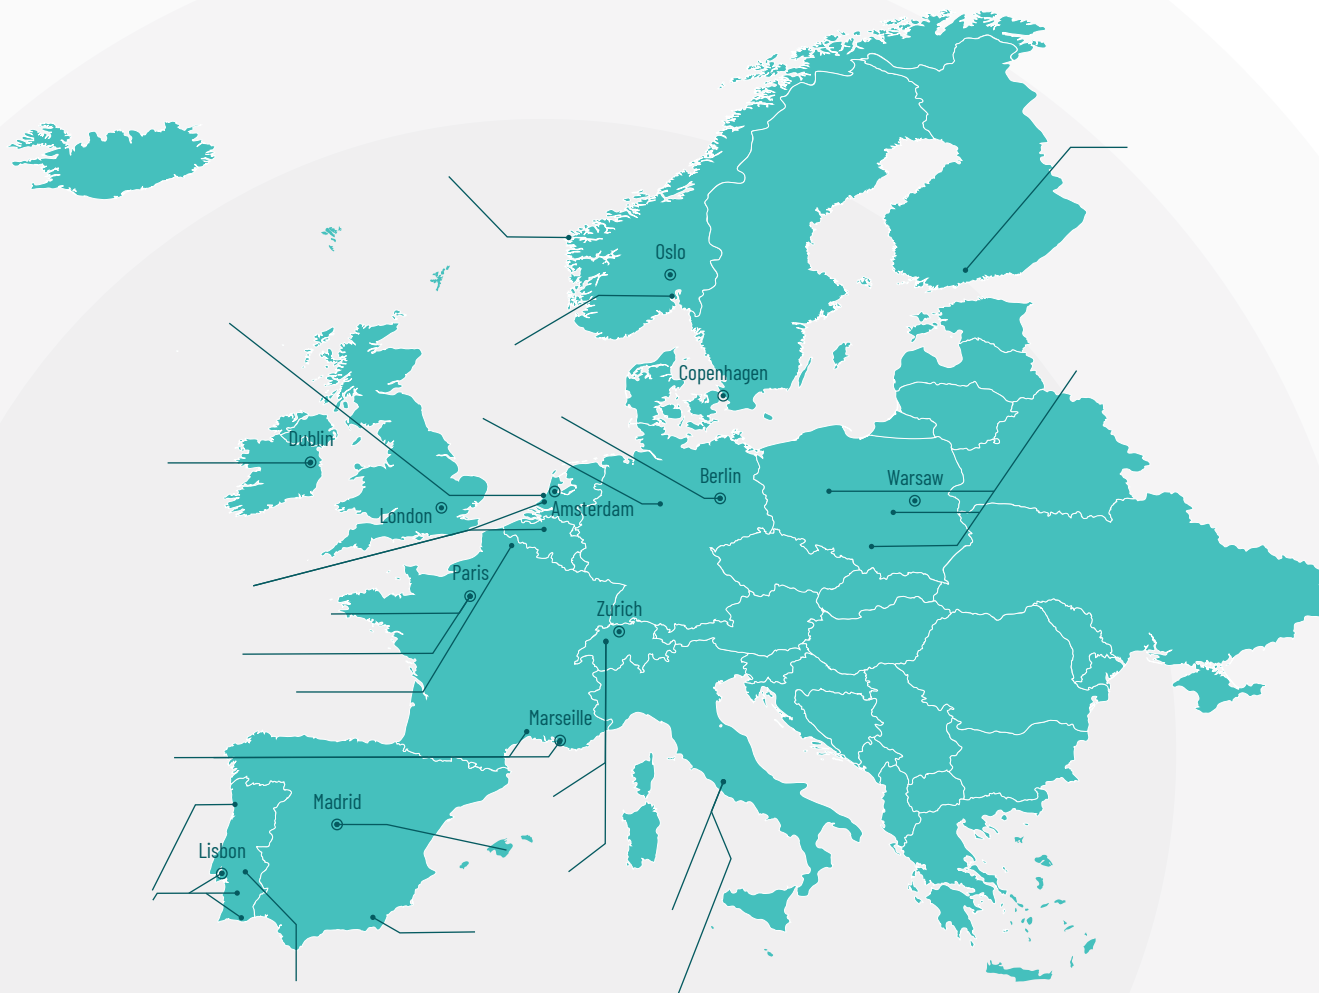 Oslo
Copenhagen
Dublin
Berlin
Warsaw
Amsterdam
London
Paris
Zurich
Marseille
Madrid
Lisbon